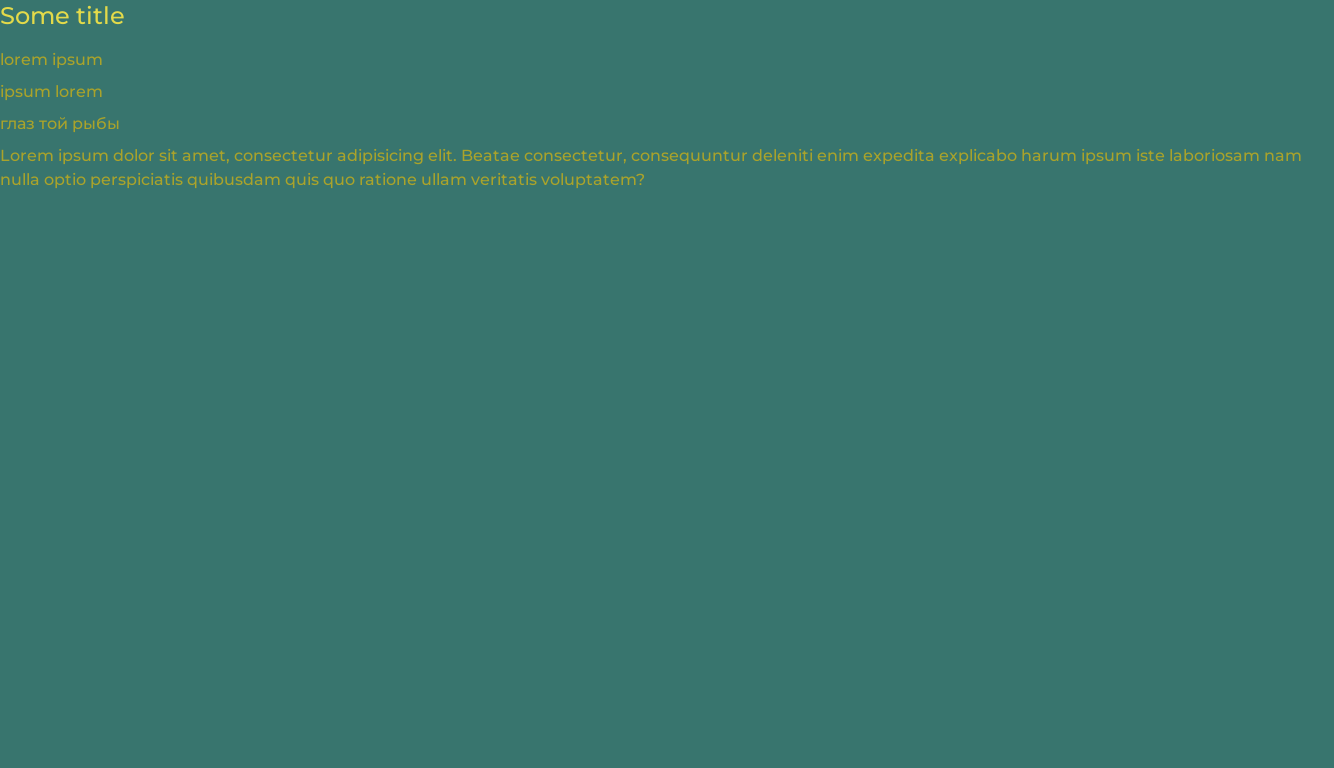 Some title
lorem ipsum
ipsum lorem
глаз той рыбы
Lorem ipsum dolor sit amet, consectetur adipisicing elit. Beatae consectetur, consequuntur deleniti enim expedita explicabo harum ipsum iste laboriosam nam
nulla optio perspiciatis quibusdam quis quo ratione ullam veritatis voluptatem?